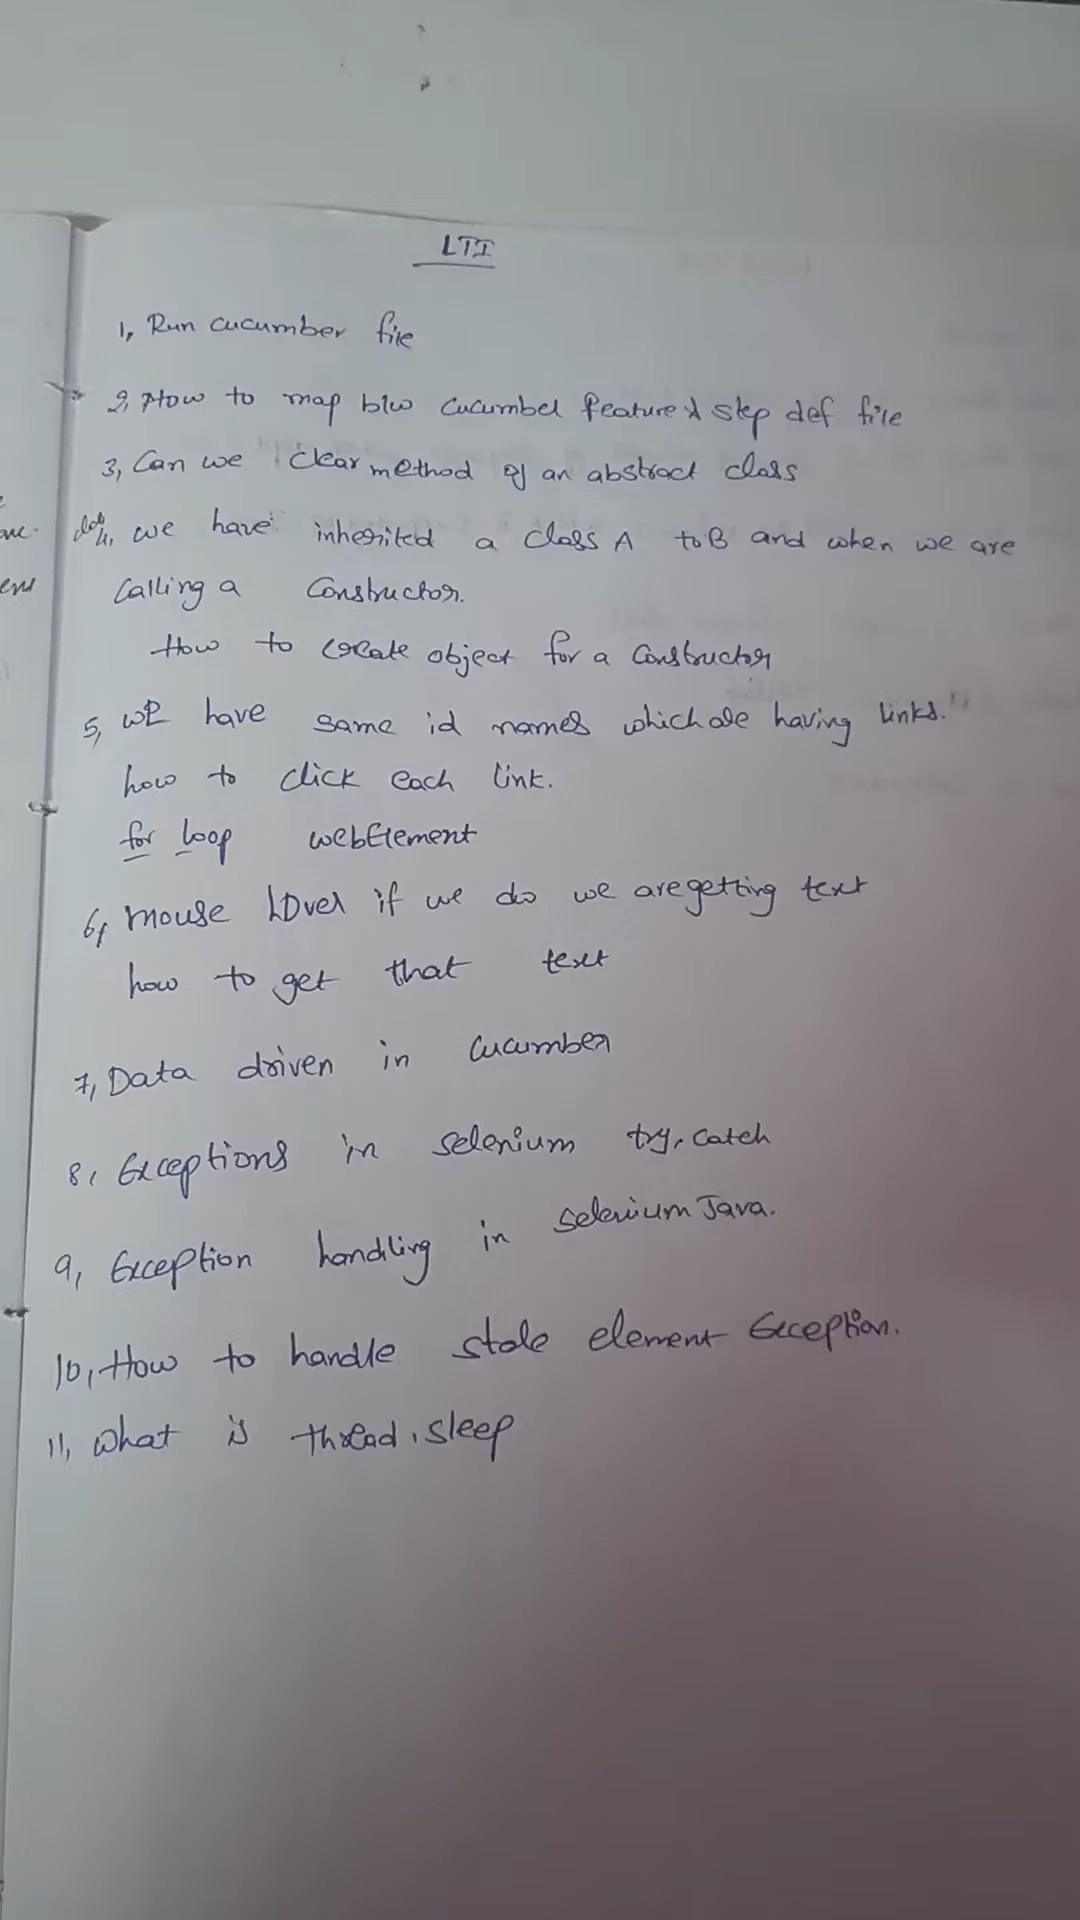 LTI
1, Run cucumber file
2, How to map b/w cucumber feature & step def file
3, Can we clear method of an abstract class
4, we have inherited a class A to B and when we are
calling a constructor.
How to create object for a constructor
5, we have same id names which are having links.
how to click each link.
for loop webElement
6, mouse hover if we do we are getting text
how to get that text
7, Data driven in cucumber
8, Exceptions in selenium try, catch
9, Exception handling in selenium Java.
10, How to handle stale element Exception.
11, what is thread.sleep